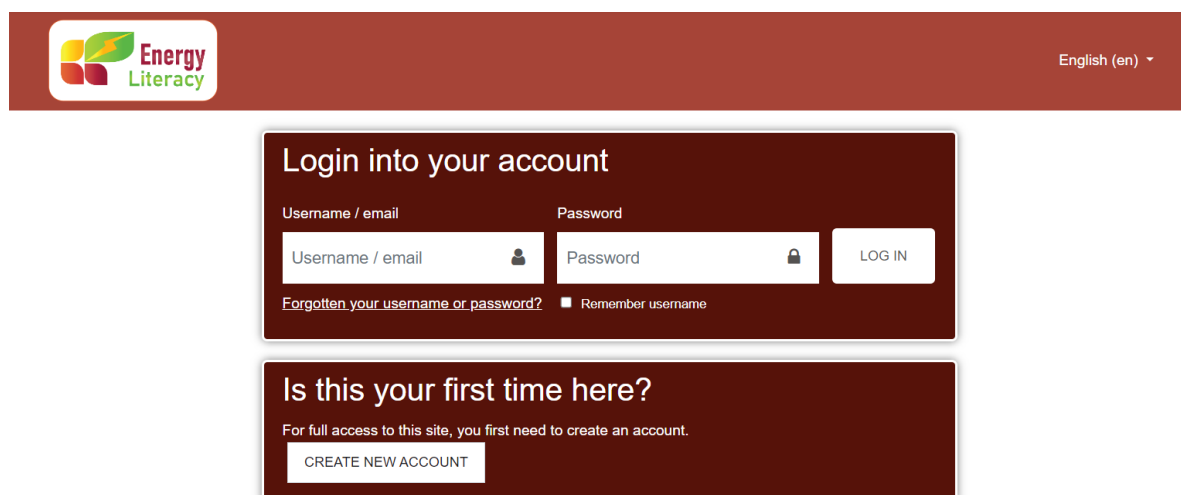 Energy
Literacy
English (en)
Login into your account
Username / email
Password
Username / email
Password
LOG IN
Forgotten your username or password?
Remember username
Is this your first time here?
For full access to this site, you first need to create an account.
CREATE NEW ACCOUNT